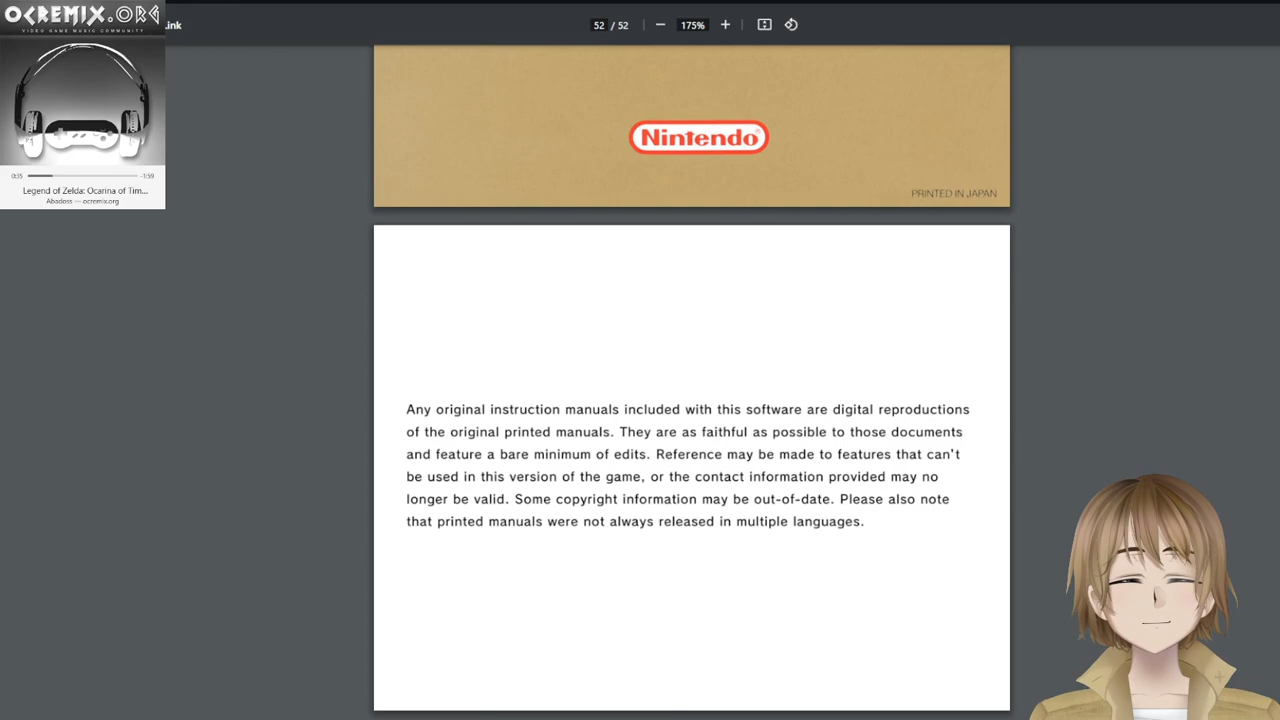 OCREMIX.ORG
VIDEO GAME MUSIC COMMUNITY
ink
52 / 52
175%
0:35
-1:59
Legend of Zelda: Ocarina of Tim...
Abadoss — ocremix.org
Nintendo®
PRINTED IN JAPAN
Any original instruction manuals included with this software are digital reproductions
of the original printed manuals. They are as faithful as possible to those documents
and feature a bare minimum of edits. Reference may be made to features that can't
be used in this version of the game, or the contact information provided may no
longer be valid. Some copyright information may be out-of-date. Please also note
that printed manuals were not always released in multiple languages.